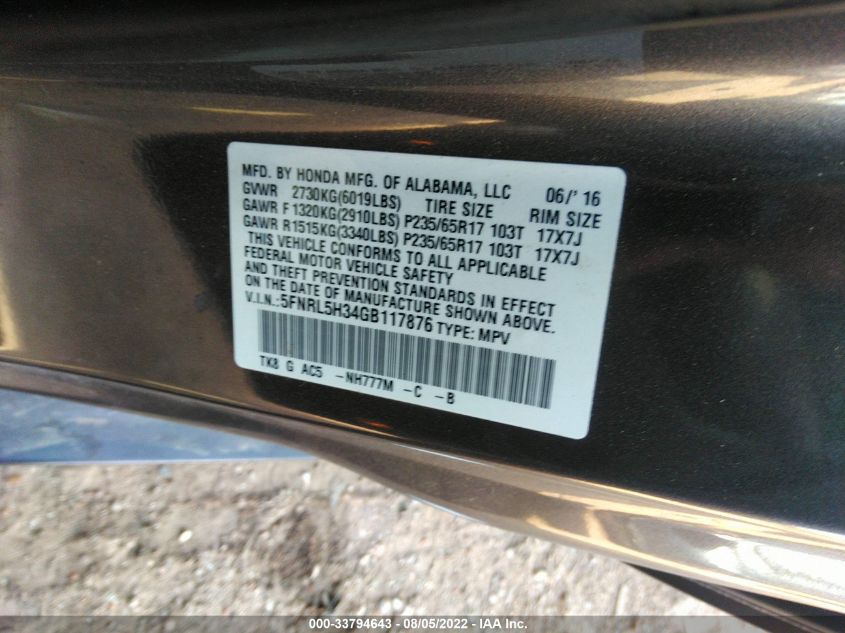 MFD. BY HONDA MFG. OF ALABAMA, LLC 06/' 16
GVWR 2730KG(6019LBS) TIRE SIZE RIM SIZE
GAWR F 1320KG(2910LBS) P235/65R17 103T 17X7J
GAWR R1515KG(3340LBS) P235/65R17 103T 17X7J
THIS VEHICLE CONFORMS TO ALL APPLICABLE
FEDERAL MOTOR VEHICLE SAFETY
AND THEFT PREVENTION STANDARDS IN EFFECT
ON THE DATE OF MANUFACTURE SHOWN ABOVE.
V.I.N.:5FNRL5H34GB117876 TYPE: MPV
TK8 G AC5 -NH777M -C -B
000-33794643 - 08/05/2022 - IAA Inc.